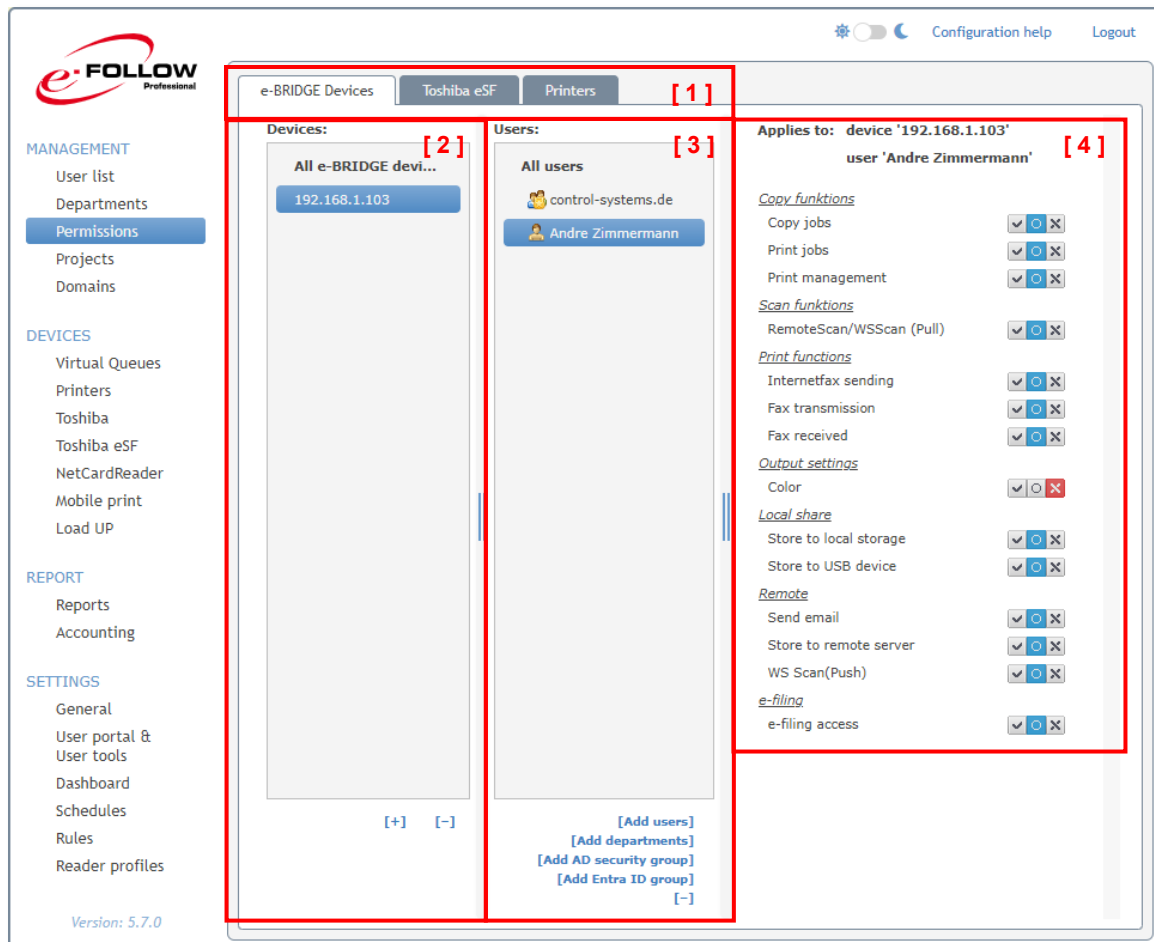 Configuration help
Logout
e-FOLLOW
Professional
e-BRIDGE Devices
Toshiba eSF
Printers
[ 1 ]
MANAGEMENT
User list
Departments
Permissions
Projects
Domains
DEVICES
Virtual Queues
Printers
Toshiba
Toshiba eSF
NetCardReader
Mobile print
Load UP
REPORT
Reports
Accounting
SETTINGS
General
User portal &
User tools
Dashboard
Schedules
Rules
Reader profiles
Version: 5.7.0
Devices:
[ 2 ]
All e-BRIDGE devi...
192.168.1.103
[+] [-]
Users:
[ 3 ]
All users
control-systems.de
Andre Zimmermann
[Add users]
[Add departments]
[Add AD security group]
[Add Entra ID group]
[-]
Applies to: device '192.168.1.103'
user 'Andre Zimmermann'
[ 4 ]
Copy funktions
Copy jobs
Print jobs
Print management
Scan funktions
RemoteScan/WSScan (Pull)
Print functions
Internetfax sending
Fax transmission
Fax received
Output settings
Color
Local share
Store to local storage
Store to USB device
Remote
Send email
Store to remote server
WS Scan(Push)
e-filing
e-filing access